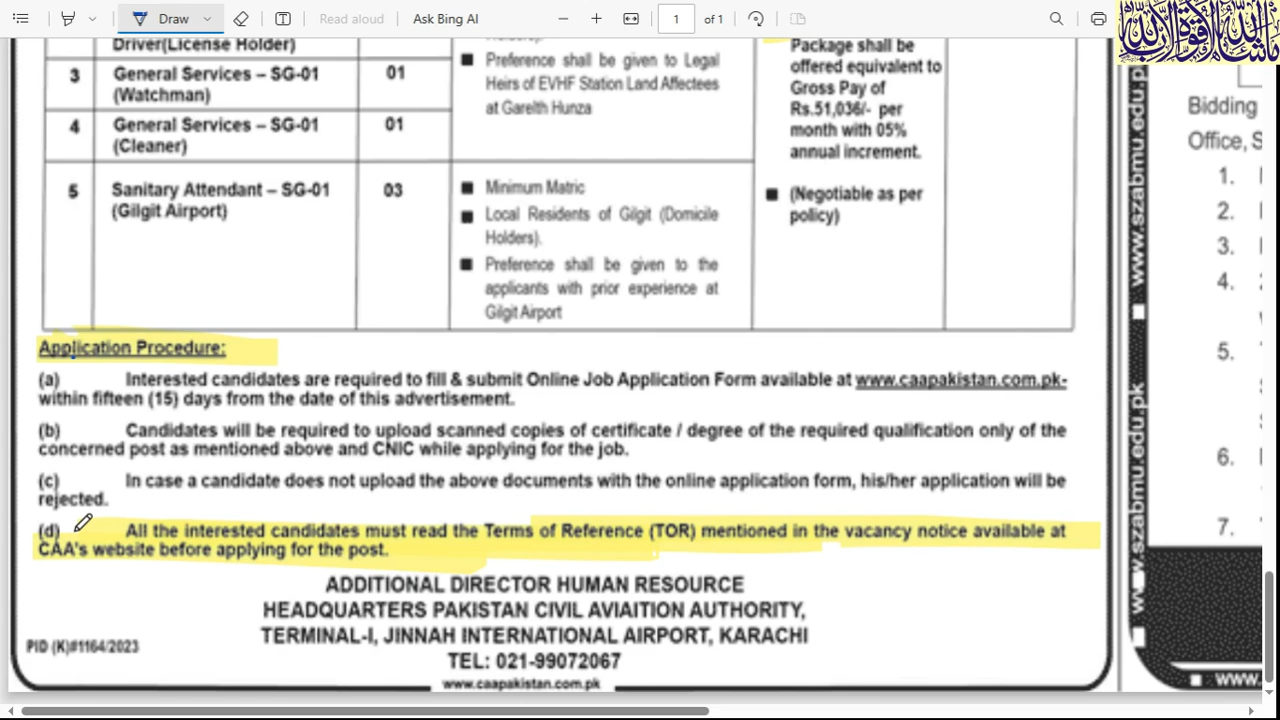 Draw
Read aloud
Ask Bing AI
1
of 1
ما شاء الله لا قوة إلا بالله
Driver(License Holder)
3
General Services – SG-01
(Watchman)
01
4
General Services – SG-01
(Cleaner)
01
Preference shall be given to Legal
Heirs of EVHF Station Land Affectees
at Garelth Hunza
Package shall be
offered equivalent to
Gross Pay of
Rs.51,036/- per
month with 05%
annual increment.
(Negotiable as per
policy)
5
Sanitary Attendant – SG-01
(Gilgit Airport)
03
Minimum Matric
Local Residents of Gilgit (Domicile
Holders).
Preference shall be given to the
applicants with prior experience at
Gilgit Airport
Application Procedure:
(a) Interested candidates are required to fill & submit Online Job Application Form available at www.caapakistan.com.pk-
within fifteen (15) days from the date of this advertisement.
(b) Candidates will be required to upload scanned copies of certificate / degree of the required qualification only of the
concerned post as mentioned above and CNIC while applying for the job.
(c) In case a candidate does not upload the above documents with the online application form, his/her application will be
rejected.
(d) All the interested candidates must read the Terms of Reference (TOR) mentioned in the vacancy notice available at
CAA's website before applying for the post.
ADDITIONAL DIRECTOR HUMAN RESOURCE
HEADQUARTERS PAKISTAN CIVIL AVIAITION AUTHORITY,
TERMINAL-I, JINNAH INTERNATIONAL AIRPORT, KARACHI
TEL: 021-99072067
www.caapakistan.com.pk
PID (K)#1164/2023
www.szabmu.edu.pk
www.szabmu.edu.p
Bidding
Office, S
1.
2.
3.
4.
5.
6.
7.
www.